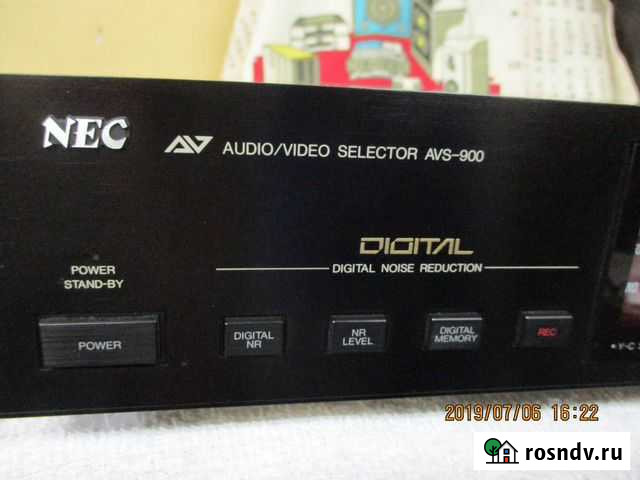 NEC
AV AUDIO/VIDEO SELECTOR AVS-900
DIGITAL
DIGITAL NOISE REDUCTION
POWER
STAND-BY
POWER
DIGITAL
NR
NR
LEVEL
DIGITAL
MEMORY
REC
•Y-C
2019/07/06 16:22
rosndv.ru